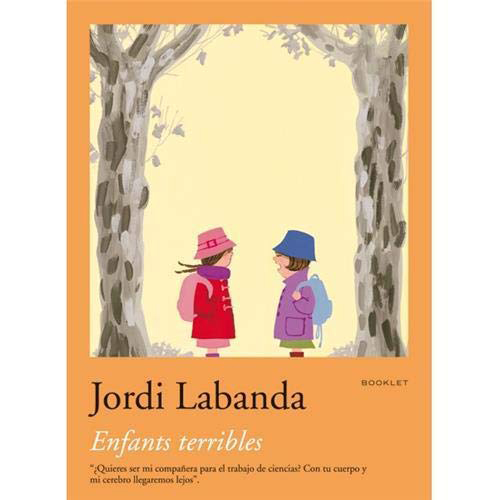 BOOKLET
Jordi Labanda
Enfants terribles
“¿Quieres ser mi compañera para el trabajo de ciencias? Con tu cuerpo y
mi cerebro llegaremos lejos”.